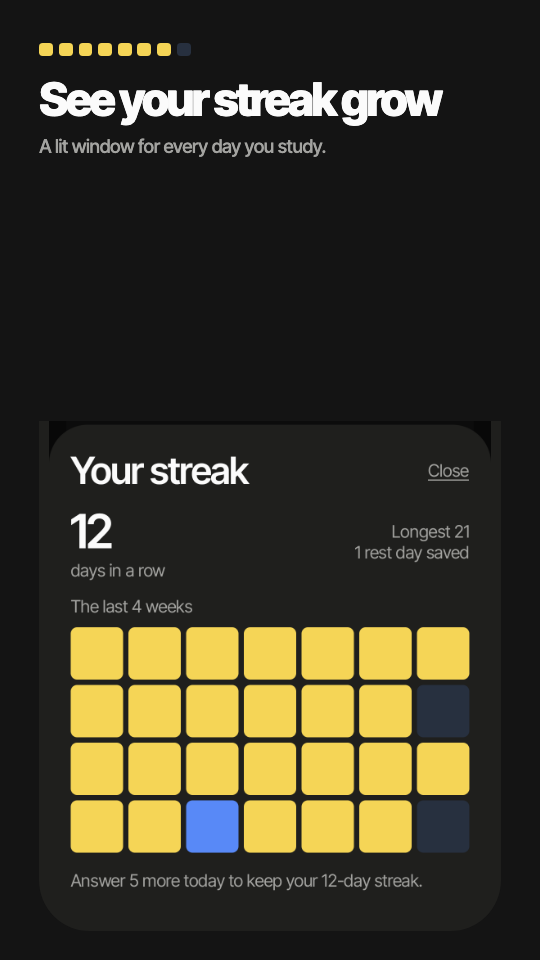 See your streak grow
A lit window for every day you study.
Your streak
Close
12
days in a row
Longest 21
1 rest day saved
The last 4 weeks
Answer 5 more today to keep your 12-day streak.